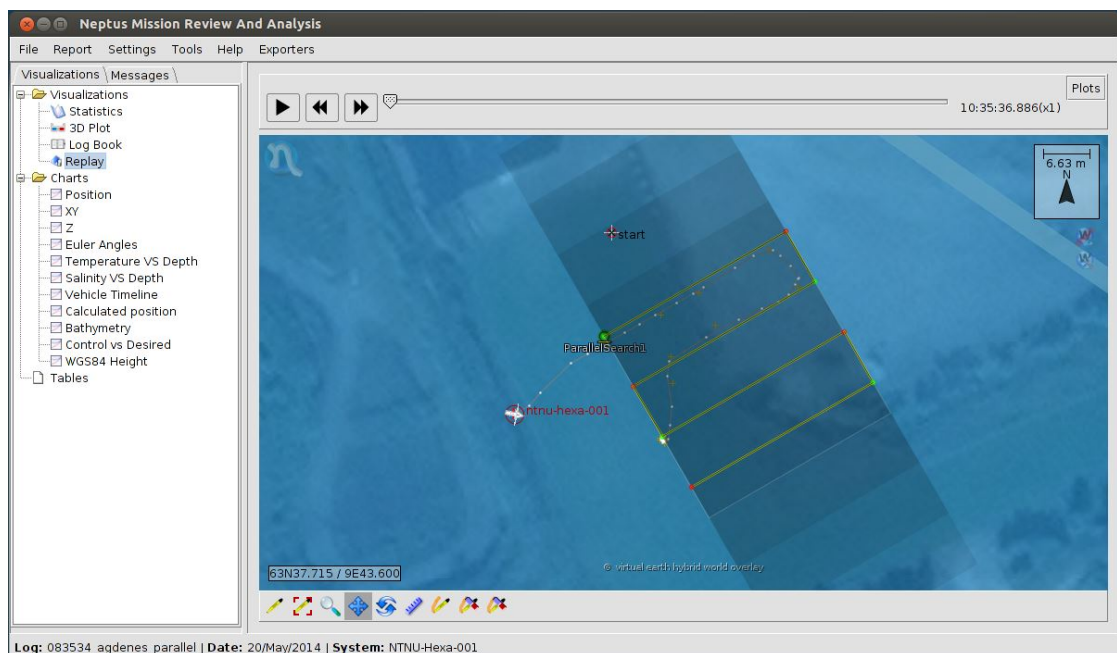 Neptus Mission Review And Analysis
File Report Settings Tools Help Exporters
Visualizations Messages
Visualizations
Statistics
3D Plot
Log Book
Replay
Charts
Position
XY
Z
Euler Angles
Temperature VS Depth
Salinity VS Depth
Vehicle Timeline
Calculated position
Bathymetry
Control vs Desired
WGS84 Height
Tables
Plots
10:35:36.886(x1)
6.63 m
N
start
W
W
ParallelSearch1
ntnu-hexa-001
63N37.715 / 9E43.600
© virtual earth hybrid world overlay
Log: 083534_agdenes_parallel | Date: 20/May/2014 | System: NTNU-Hexa-001